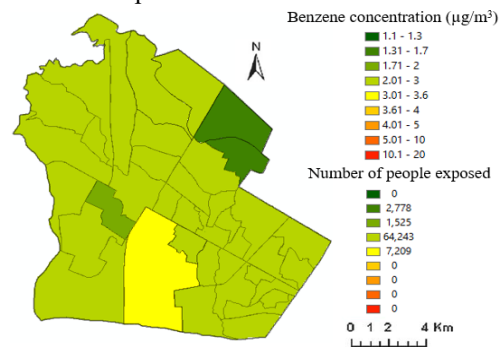 Benzene concentration (µg/m³)
N
1.1 - 1.3
1.31 - 1.7
1.71 - 2
2.01 - 3
3.01 - 3.6
3.61 - 4
4.01 - 5
5.01 - 10
10.1 - 20
Number of people exposed
0
2,778
1,525
64,243
7,209
0
0
0
0
0 1 2 4 Km